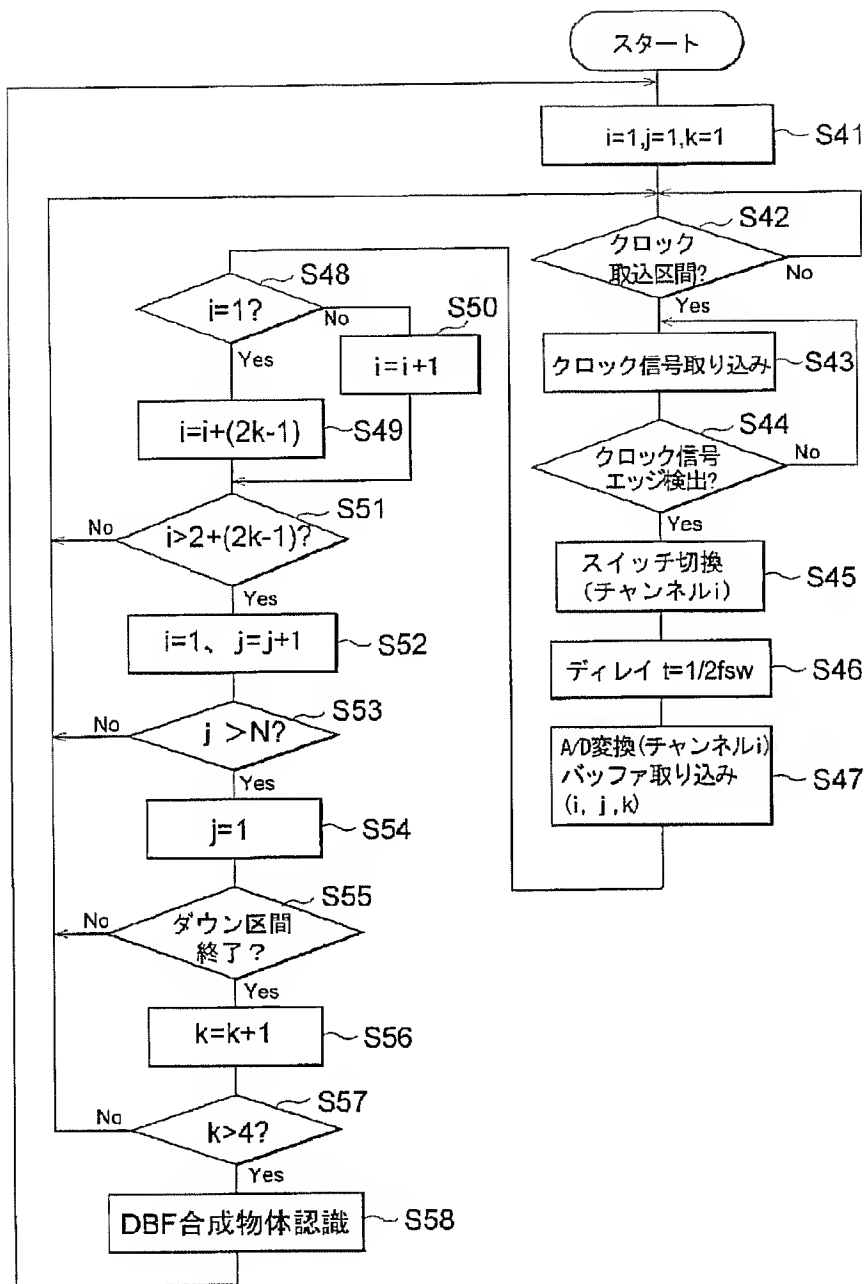 スタート
i=1,j=1,k=1
S41
S42
クロック
取込区間?
No
Yes
クロック信号取り込み
S43
S44
クロック信号
エッジ検出?
No
Yes
スイッチ切換
(チャンネルi)
S45
ディレイ t=1/2fsw
S46
A/D変換(チャンネルi)
バッファ取り込み
(i, j ,k)
S47
S48
i=1?
No
Yes
S50
i=i+1
i=i+(2k-1)
S49
S51
i>2+(2k-1)?
No
Yes
i=1、 j=j+1
S52
S53
j >N?
No
Yes
j=1
S54
S55
ダウン区間
終了?
No
Yes
k=k+1
S56
S57
k>4?
No
Yes
DBF合成物体認識
S58